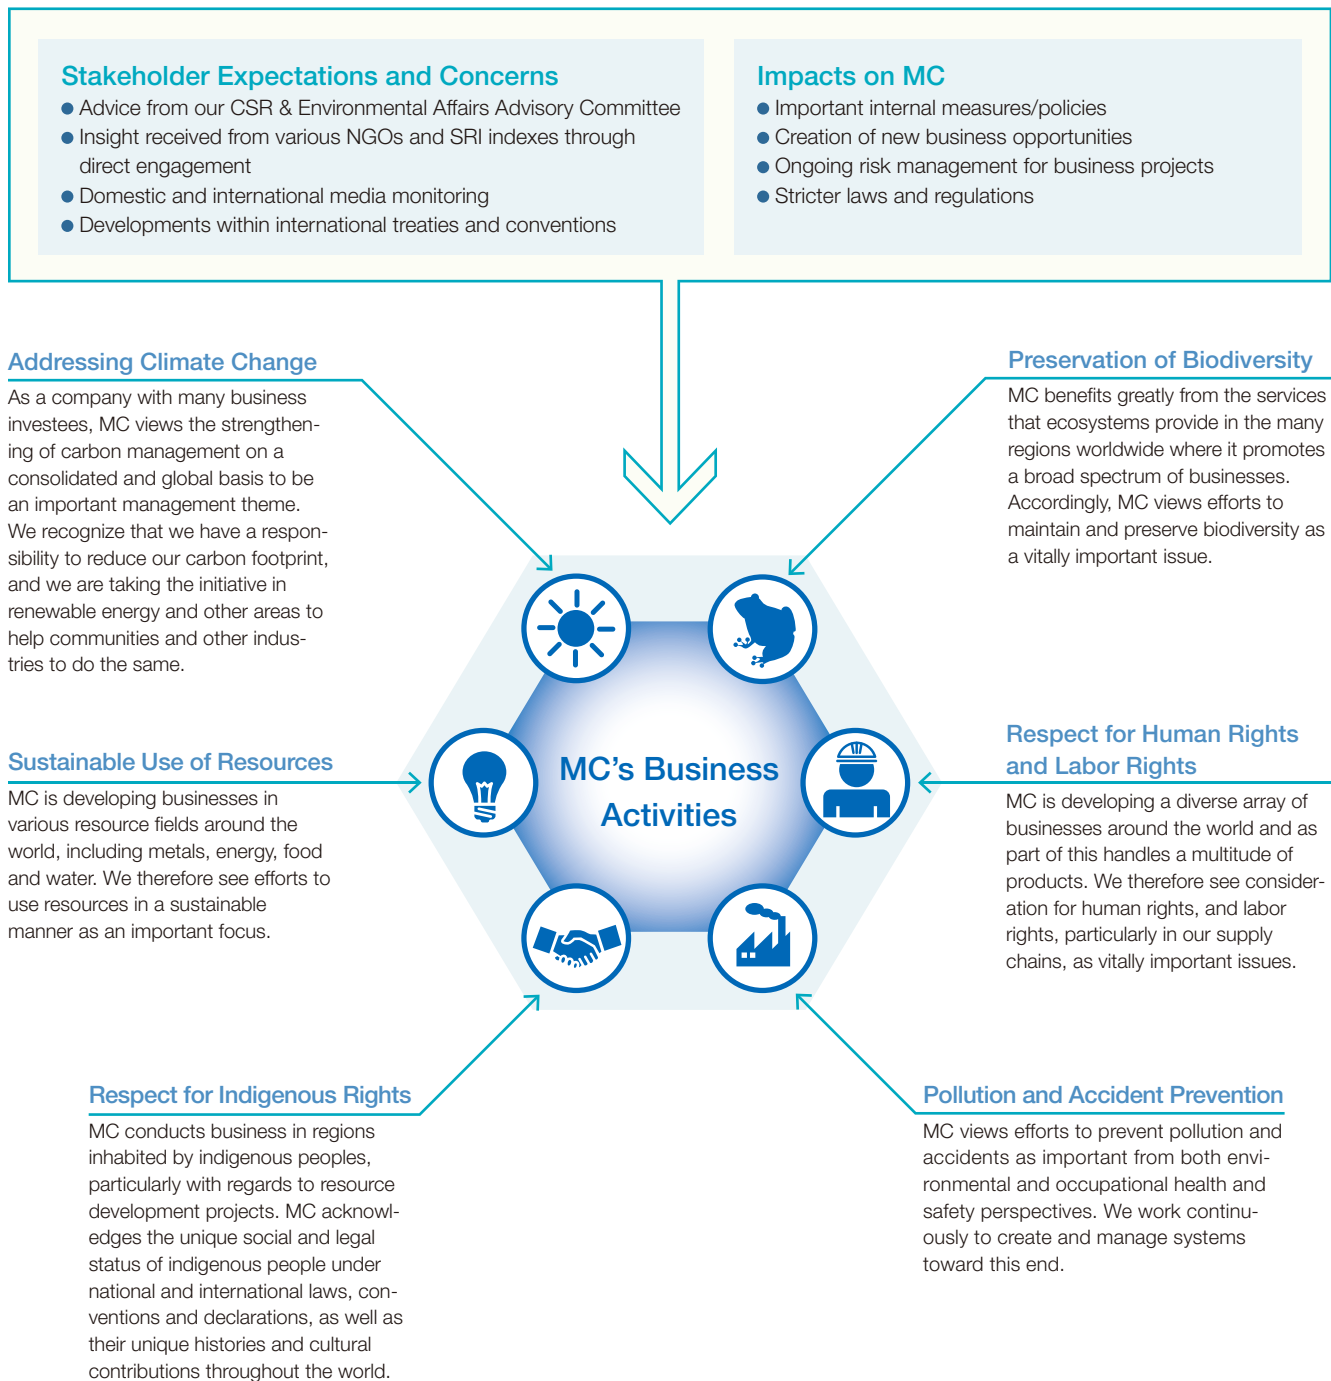 Stakeholder Expectations and Concerns
● Advice from our CSR & Environmental Affairs Advisory Committee
● Insight received from various NGOs and SRI indexes through
direct engagement
● Domestic and international media monitoring
● Developments within international treaties and conventions
Impacts on MC
● Important internal measures/policies
● Creation of new business opportunities
● Ongoing risk management for business projects
● Stricter laws and regulations
Addressing Climate Change
As a company with many business
investees, MC views the strengthen-
ing of carbon management on a
consolidated and global basis to be
an important management theme.
We recognize that we have a respon-
sibility to reduce our carbon footprint,
and we are taking the initiative in
renewable energy and other areas to
help communities and other indus-
tries to do the same.
Preservation of Biodiversity
MC benefits greatly from the services
that ecosystems provide in the many
regions worldwide where it promotes
a broad spectrum of businesses.
Accordingly, MC views efforts to
maintain and preserve biodiversity as
a vitally important issue.
Sustainable Use of Resources
MC is developing businesses in
various resource fields around the
world, including metals, energy, food
and water. We therefore see efforts to
use resources in a sustainable
manner as an important focus.
MC's Business
Activities
Respect for Human Rights
and Labor Rights
MC is developing a diverse array of
businesses around the world and as
part of this handles a multitude of
products. We therefore see consider-
ation for human rights, and labor
rights, particularly in our supply
chains, as vitally important issues.
Respect for Indigenous Rights
MC conducts business in regions
inhabited by indigenous peoples,
particularly with regards to resource
development projects. MC acknowl-
edges the unique social and legal
status of indigenous people under
national and international laws, con-
ventions and declarations, as well as
their unique histories and cultural
contributions throughout the world.
Pollution and Accident Prevention
MC views efforts to prevent pollution and
accidents as important from both envi-
ronmental and occupational health and
safety perspectives. We work continu-
ously to create and manage systems
toward this end.